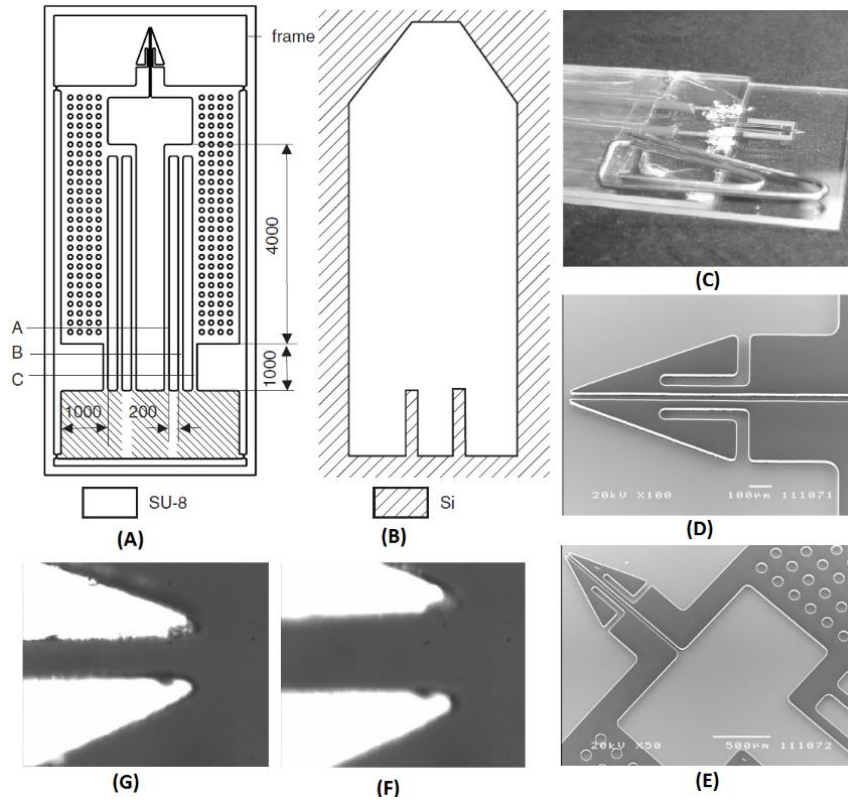 frame
4000
A
B
C
1000
1000
200
SU-8
Si
(A)
(B)
(C)
20kV X100 100μm 111071
(D)
20kV X50 500μm 111072
(G)
(F)
(E)